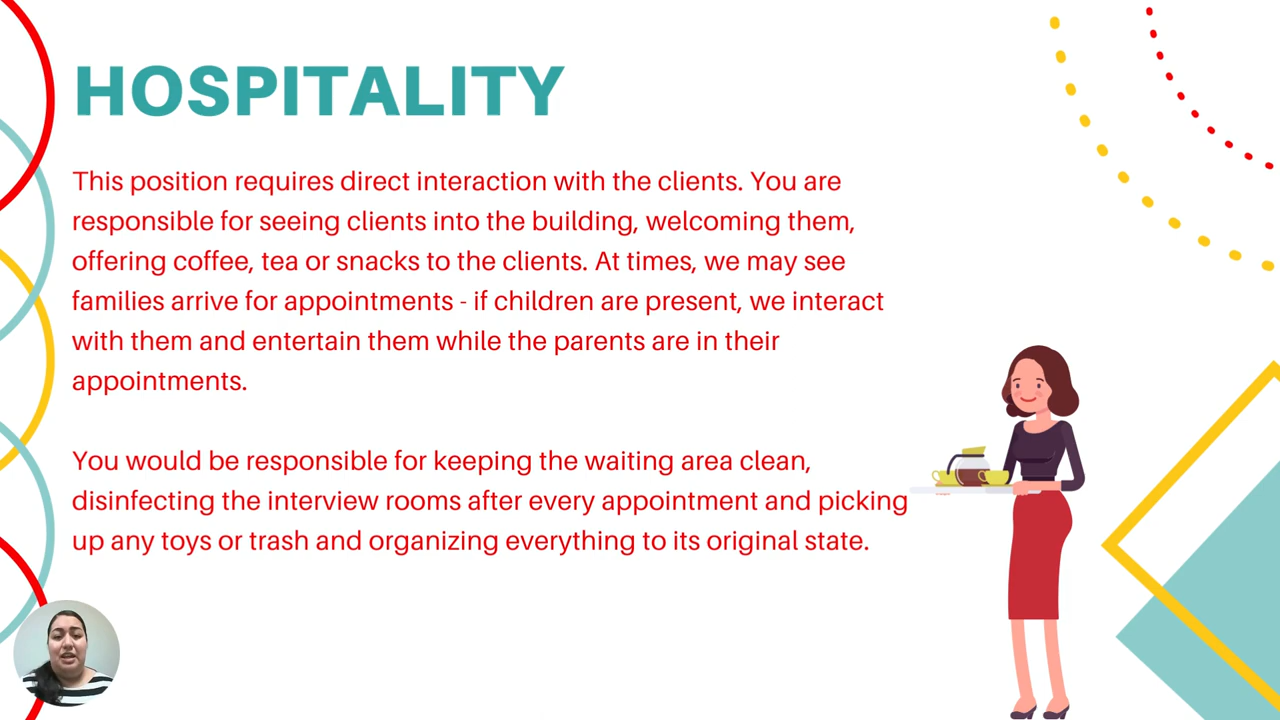 HOSPITALITY
This position requires direct interaction with the clients. You are
responsible for seeing clients into the building, welcoming them,
offering coffee, tea or snacks to the clients. At times, we may see
families arrive for appointments - if children are present, we interact
with them and entertain them while the parents are in their
appointments.
You would be responsible for keeping the waiting area clean,
disinfecting the interview rooms after every appointment and picking
up any toys or trash and organizing everything to its original state.